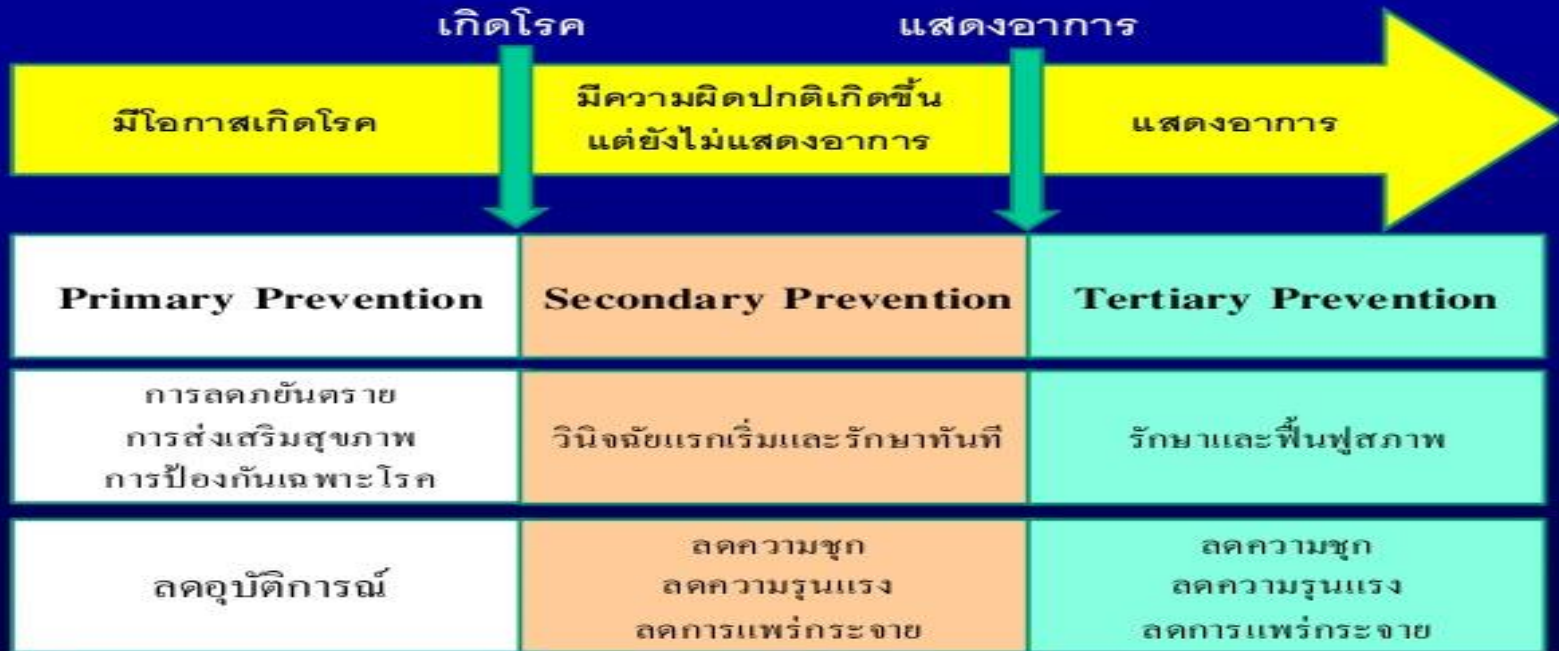 เกิดโรค
แสดงอาการ
มีโอกาสเกิดโรค
มีความผิดปกติเกิดขึ้น
แต่ยังไม่แสดงอาการ
แสดงอาการ
Primary Prevention
Secondary Prevention
Tertiary Prevention
การลดภยันตราย
การส่งเสริมสุขภาพ
การป้องกันเฉพาะโรค
วินิจฉัยแรกเริ่มและรักษาทันที
รักษาและฟื้นฟูสภาพ
ลดอุบัติการณ์
ลดความชุก
ลดความรุนแรง
ลดการแพร่กระจาย
ลดความชุก
ลดความรุนแรง
ลดการแพร่กระจาย